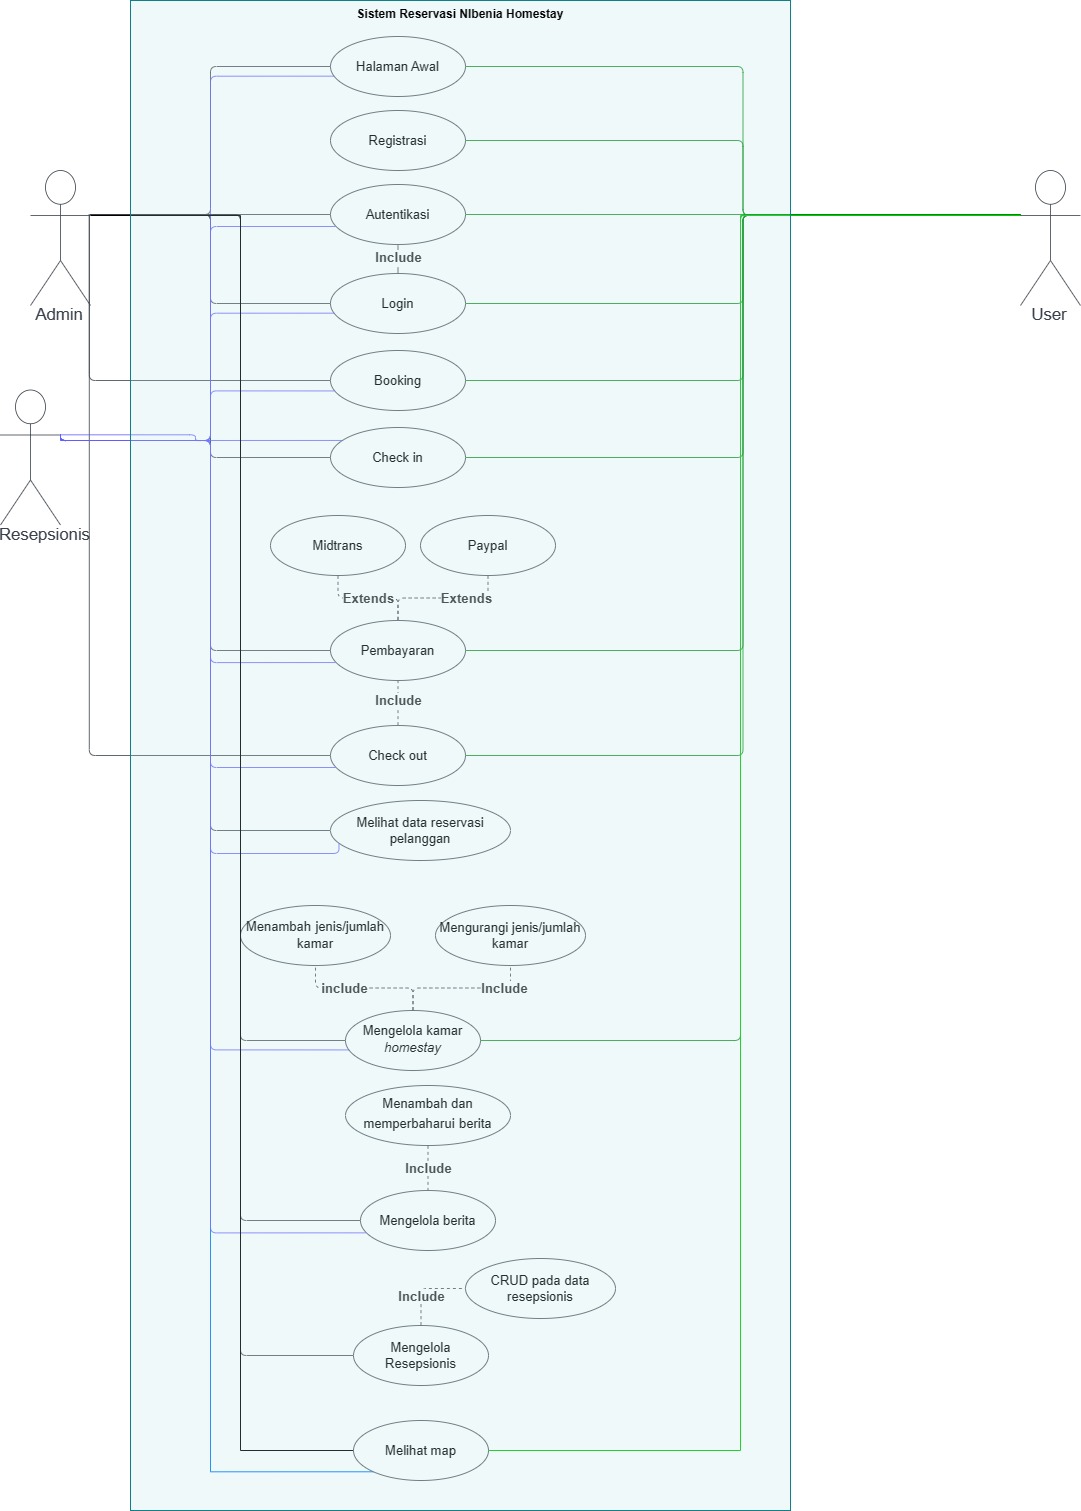 Sistem Reservasi NIbenia Homestay
Halaman Awal
Registrasi
Autentikasi
Include
Login
Admin
User
Booking
Check in
Resepsionis
Midtrans
Paypal
Extends
Extends
Pembayaran
Include
Check out
Melihat data reservasi
pelanggan
Menambah jenis/jumlah
kamar
Mengurangi jenis/jumlah
kamar
include
Include
Mengelola kamar
homestay
Menambah dan
memperbaharui berita
Include
Mengelola berita
CRUD pada data
resepsionis
Include
Mengelola
Resepsionis
Melihat map